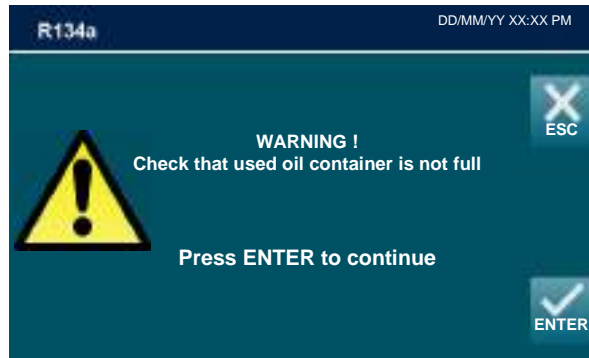 R134a
DD/MM/YY XX:XX PM
ESC
WARNING !
Check that used oil container is not full
Press ENTER to continue
ENTER